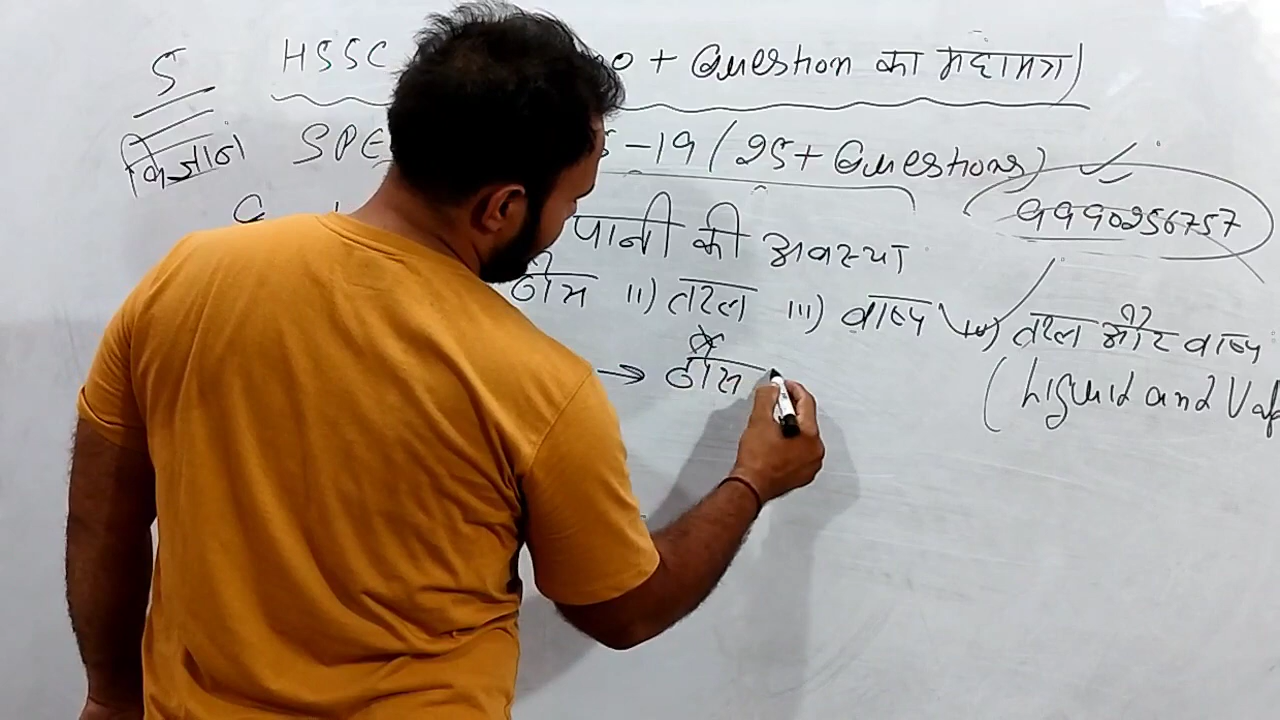 5 HSSC 0 + Question का महामंत्र)
विज्ञान SPE -19 (25+ Questions)
9990256757
पानी की अवस्था
ठोस ii) तरल iii) वाष्प iv) तरल और वाष्प
→ ठोस (Liquid and Vap